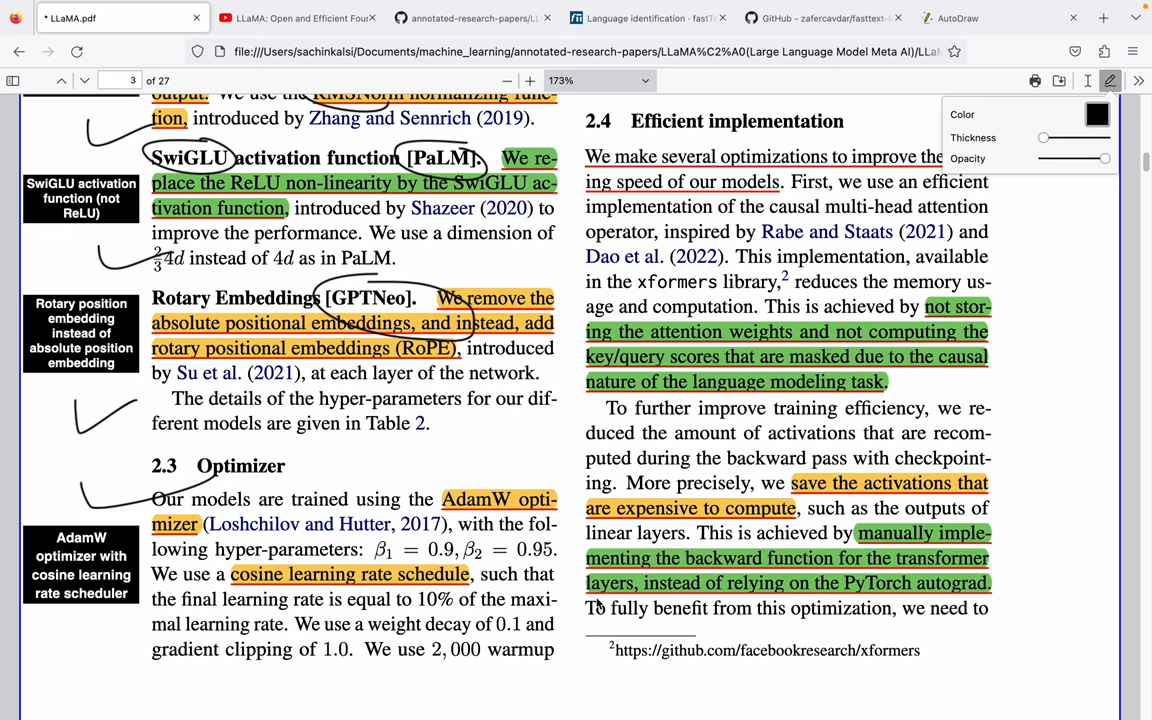 * LLaMA.pdf
LLaMA: Open and Efficient Four
annotated-research-papers/LL
Language identification · fastTe
GitHub - zafercavdar/fasttext-l
AutoDraw
file:///Users/sachinkalsi/Documents/machine_learning/annotated-research-papers/LLaMA%C2%A0(Large Language Model Meta AI)/LLa
3 of 27
173%
Color
Thickness
Opacity
output. We use the RMSNorm normalizing func-
tion, introduced by Zhang and Sennrich (2019).
SwiGLU activation function [PaLM]. We re-
place the ReLU non-linearity by the SwiGLU ac-
tivation function, introduced by Shazeer (2020) to
improve the performance. We use a dimension of
2/3 4d instead of 4d as in PaLM.
SwiGLU activation
function (not
ReLU)
Rotary Embeddings [GPTNeo]. We remove the
absolute positional embeddings, and instead, add
rotary positional embeddings (RoPE), introduced
by Su et al. (2021), at each layer of the network.
Rotary position
embedding
instead of
absolute position
embedding
The details of the hyper-parameters for our dif-
ferent models are given in Table 2.
2.3 Optimizer
Our models are trained using the AdamW opti-
mizer (Loshchilov and Hutter, 2017), with the fol-
lowing hyper-parameters: β1 = 0.9, β2 = 0.95.
We use a cosine learning rate schedule, such that
the final learning rate is equal to 10% of the maxi-
mal learning rate. We use a weight decay of 0.1 and
gradient clipping of 1.0. We use 2,000 warmup
AdamW
optimizer with
cosine learning
rate scheduler
2.4 Efficient implementation
We make several optimizations to improve the
ing speed of our models. First, we use an efficient
implementation of the causal multi-head attention
operator, inspired by Rabe and Staats (2021) and
Dao et al. (2022). This implementation, available
in the xformers library,2 reduces the memory us-
age and computation. This is achieved by not stor-
ing the attention weights and not computing the
key/query scores that are masked due to the causal
nature of the language modeling task.
To further improve training efficiency, we re-
duced the amount of activations that are recom-
puted during the backward pass with checkpoint-
ing. More precisely, we save the activations that
are expensive to compute, such as the outputs of
linear layers. This is achieved by manually imple-
menting the backward function for the transformer
layers, instead of relying on the PyTorch autograd.
To fully benefit from this optimization, we need to
2https://github.com/facebookresearch/xformers